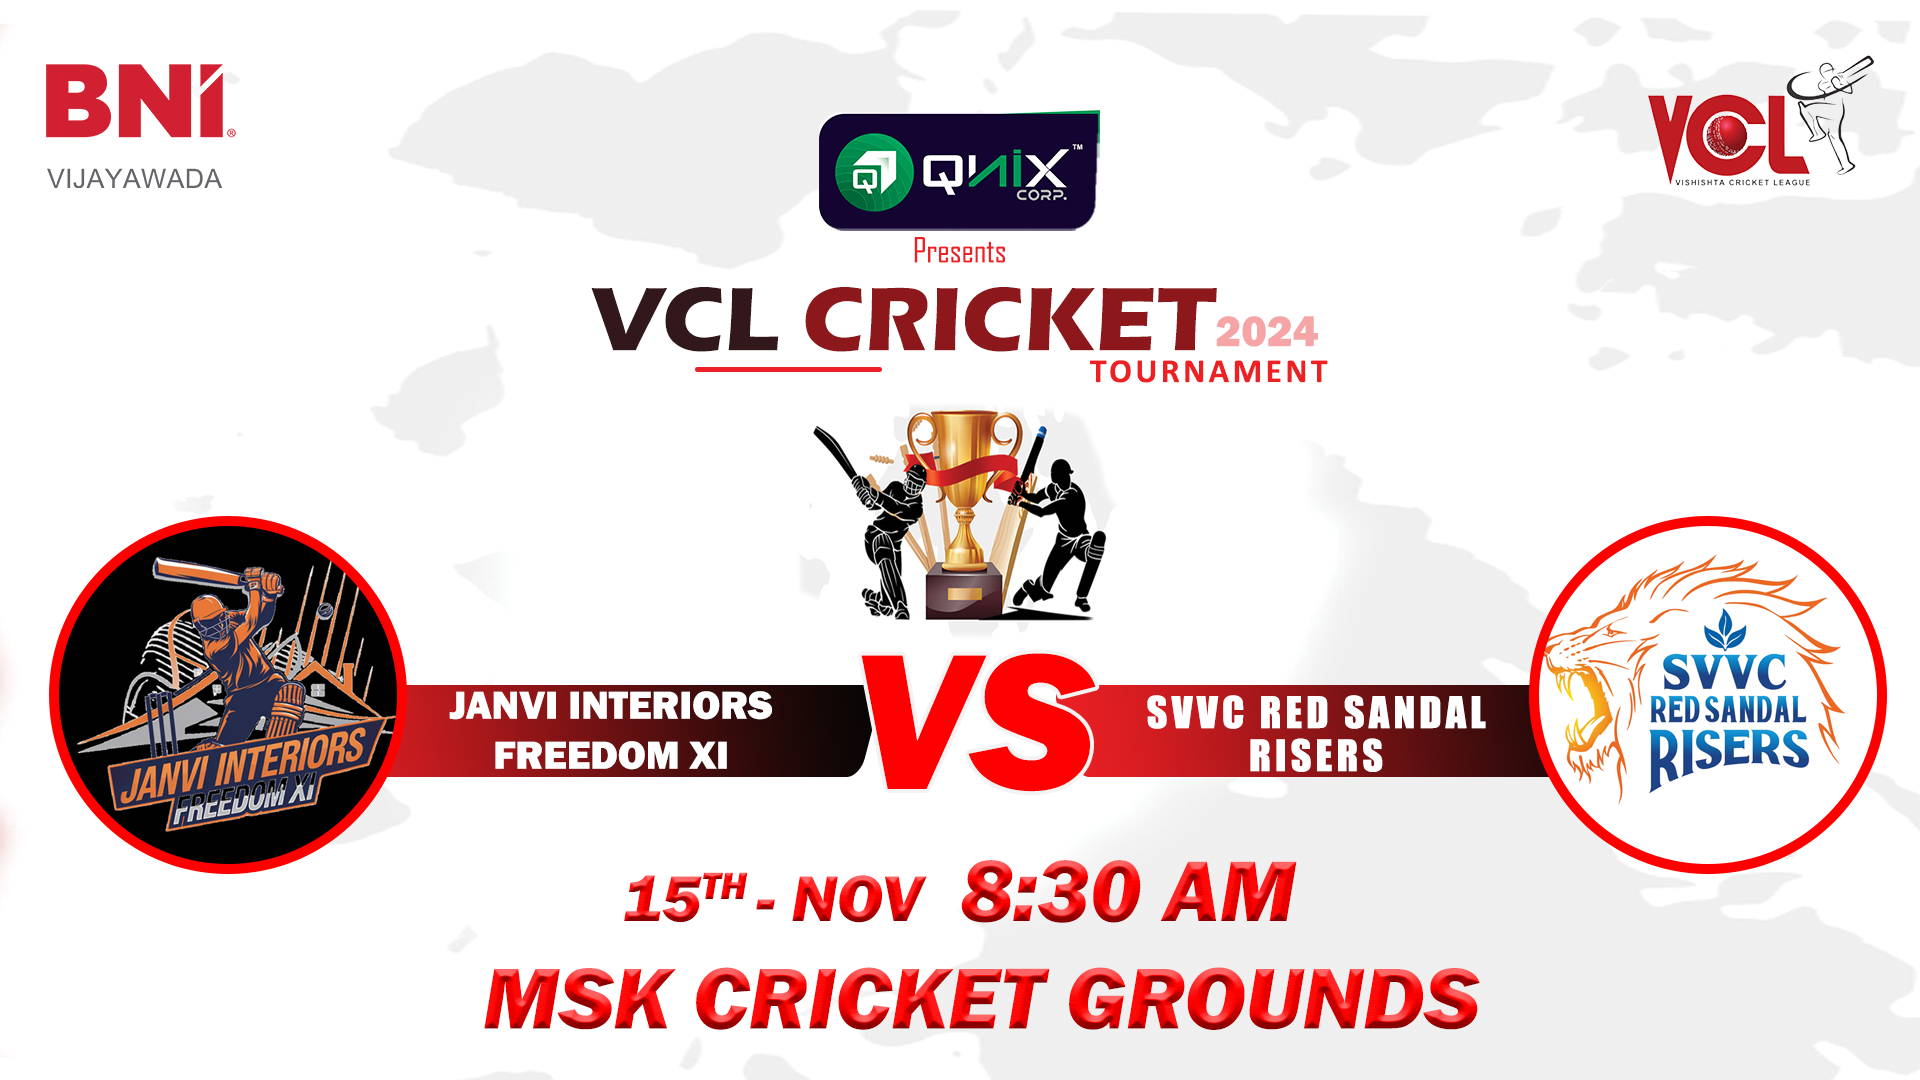 BNI®
VIJAYAWADA
VCL
VISHISHTA CRICKET LEAGUE
Q QNIX™
CORP.
Presents
VCL CRICKET 2024
TOURNAMENT
JANVI INTERIORS
FREEDOM XI
JANVI INTERIORS
FREEDOM XI
VS
SVVC RED SANDAL
RISERS
SVVC
RED SANDAL
RISERS
15TH - NOV 8:30 AM
MSK CRICKET GROUNDS